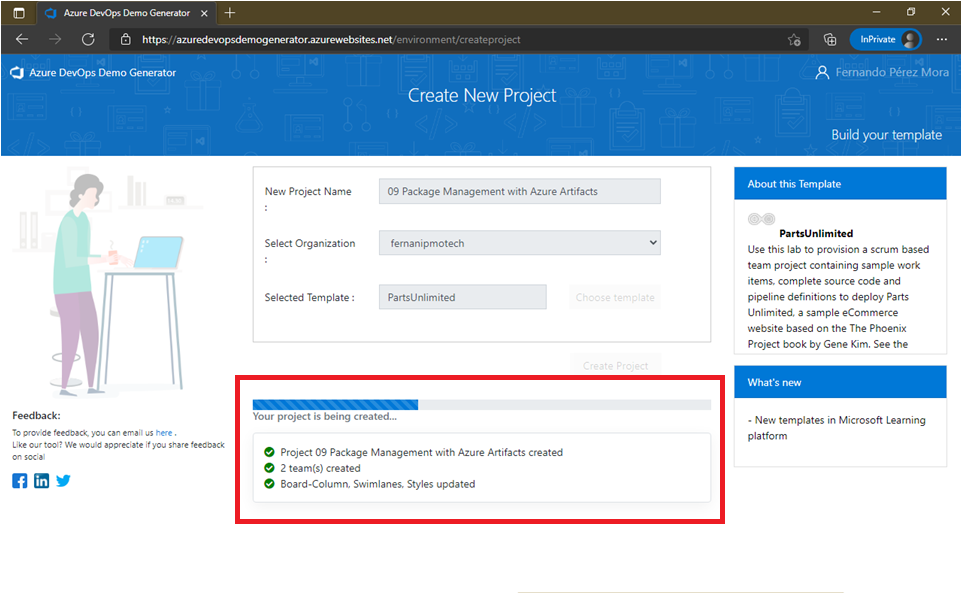 Azure DevOps Demo Generator
https://azuredevopsdemogenerator.azurewebsites.net/environment/createproject
InPrivate
Azure DevOps Demo Generator
Fernando Pérez Mora
Create New Project
Build your template
New Project Name
:
09 Package Management with Azure Artifacts
Select Organization
:
fernanipmotech
Selected Template :
PartsUnlimited
Choose template
Create Project
Your project is being created...
Project 09 Package Management with Azure Artifacts created
2 team(s) created
Board-Column, Swimlanes, Styles updated
About this Template
PartsUnlimited
Use this lab to provision a scrum based
team project containing sample work
items, complete source code and
pipeline definitions to deploy Parts
Unlimited, a sample eCommerce
website based on the The Phoenix
Project book by Gene Kim. See the
What's new
- New templates in Microsoft Learning
platform
Feedback:
To provide feedback, you can email us here .
Like our tool? We would appreciate if you share feedback
on social